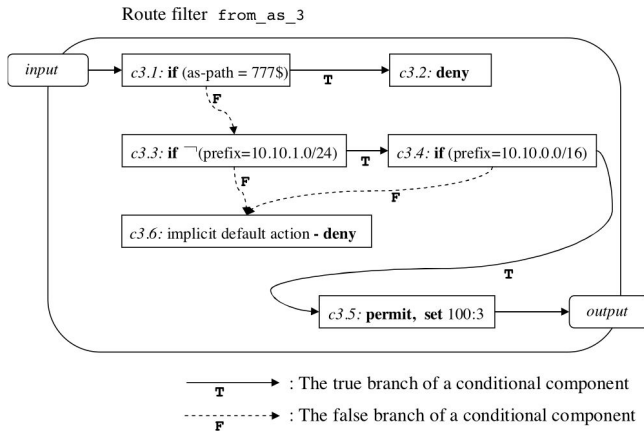 Route filter from_as_3
input
c3.1: if (as-path = 777$)
T
c3.2: deny
F
c3.3: if ¬(prefix=10.10.1.0/24)
T
c3.4: if (prefix=10.10.0.0/16)
F
F
c3.6: implicit default action - deny
T
c3.5: permit, set 100:3
output
T
: The true branch of a conditional component
F
: The false branch of a conditional component